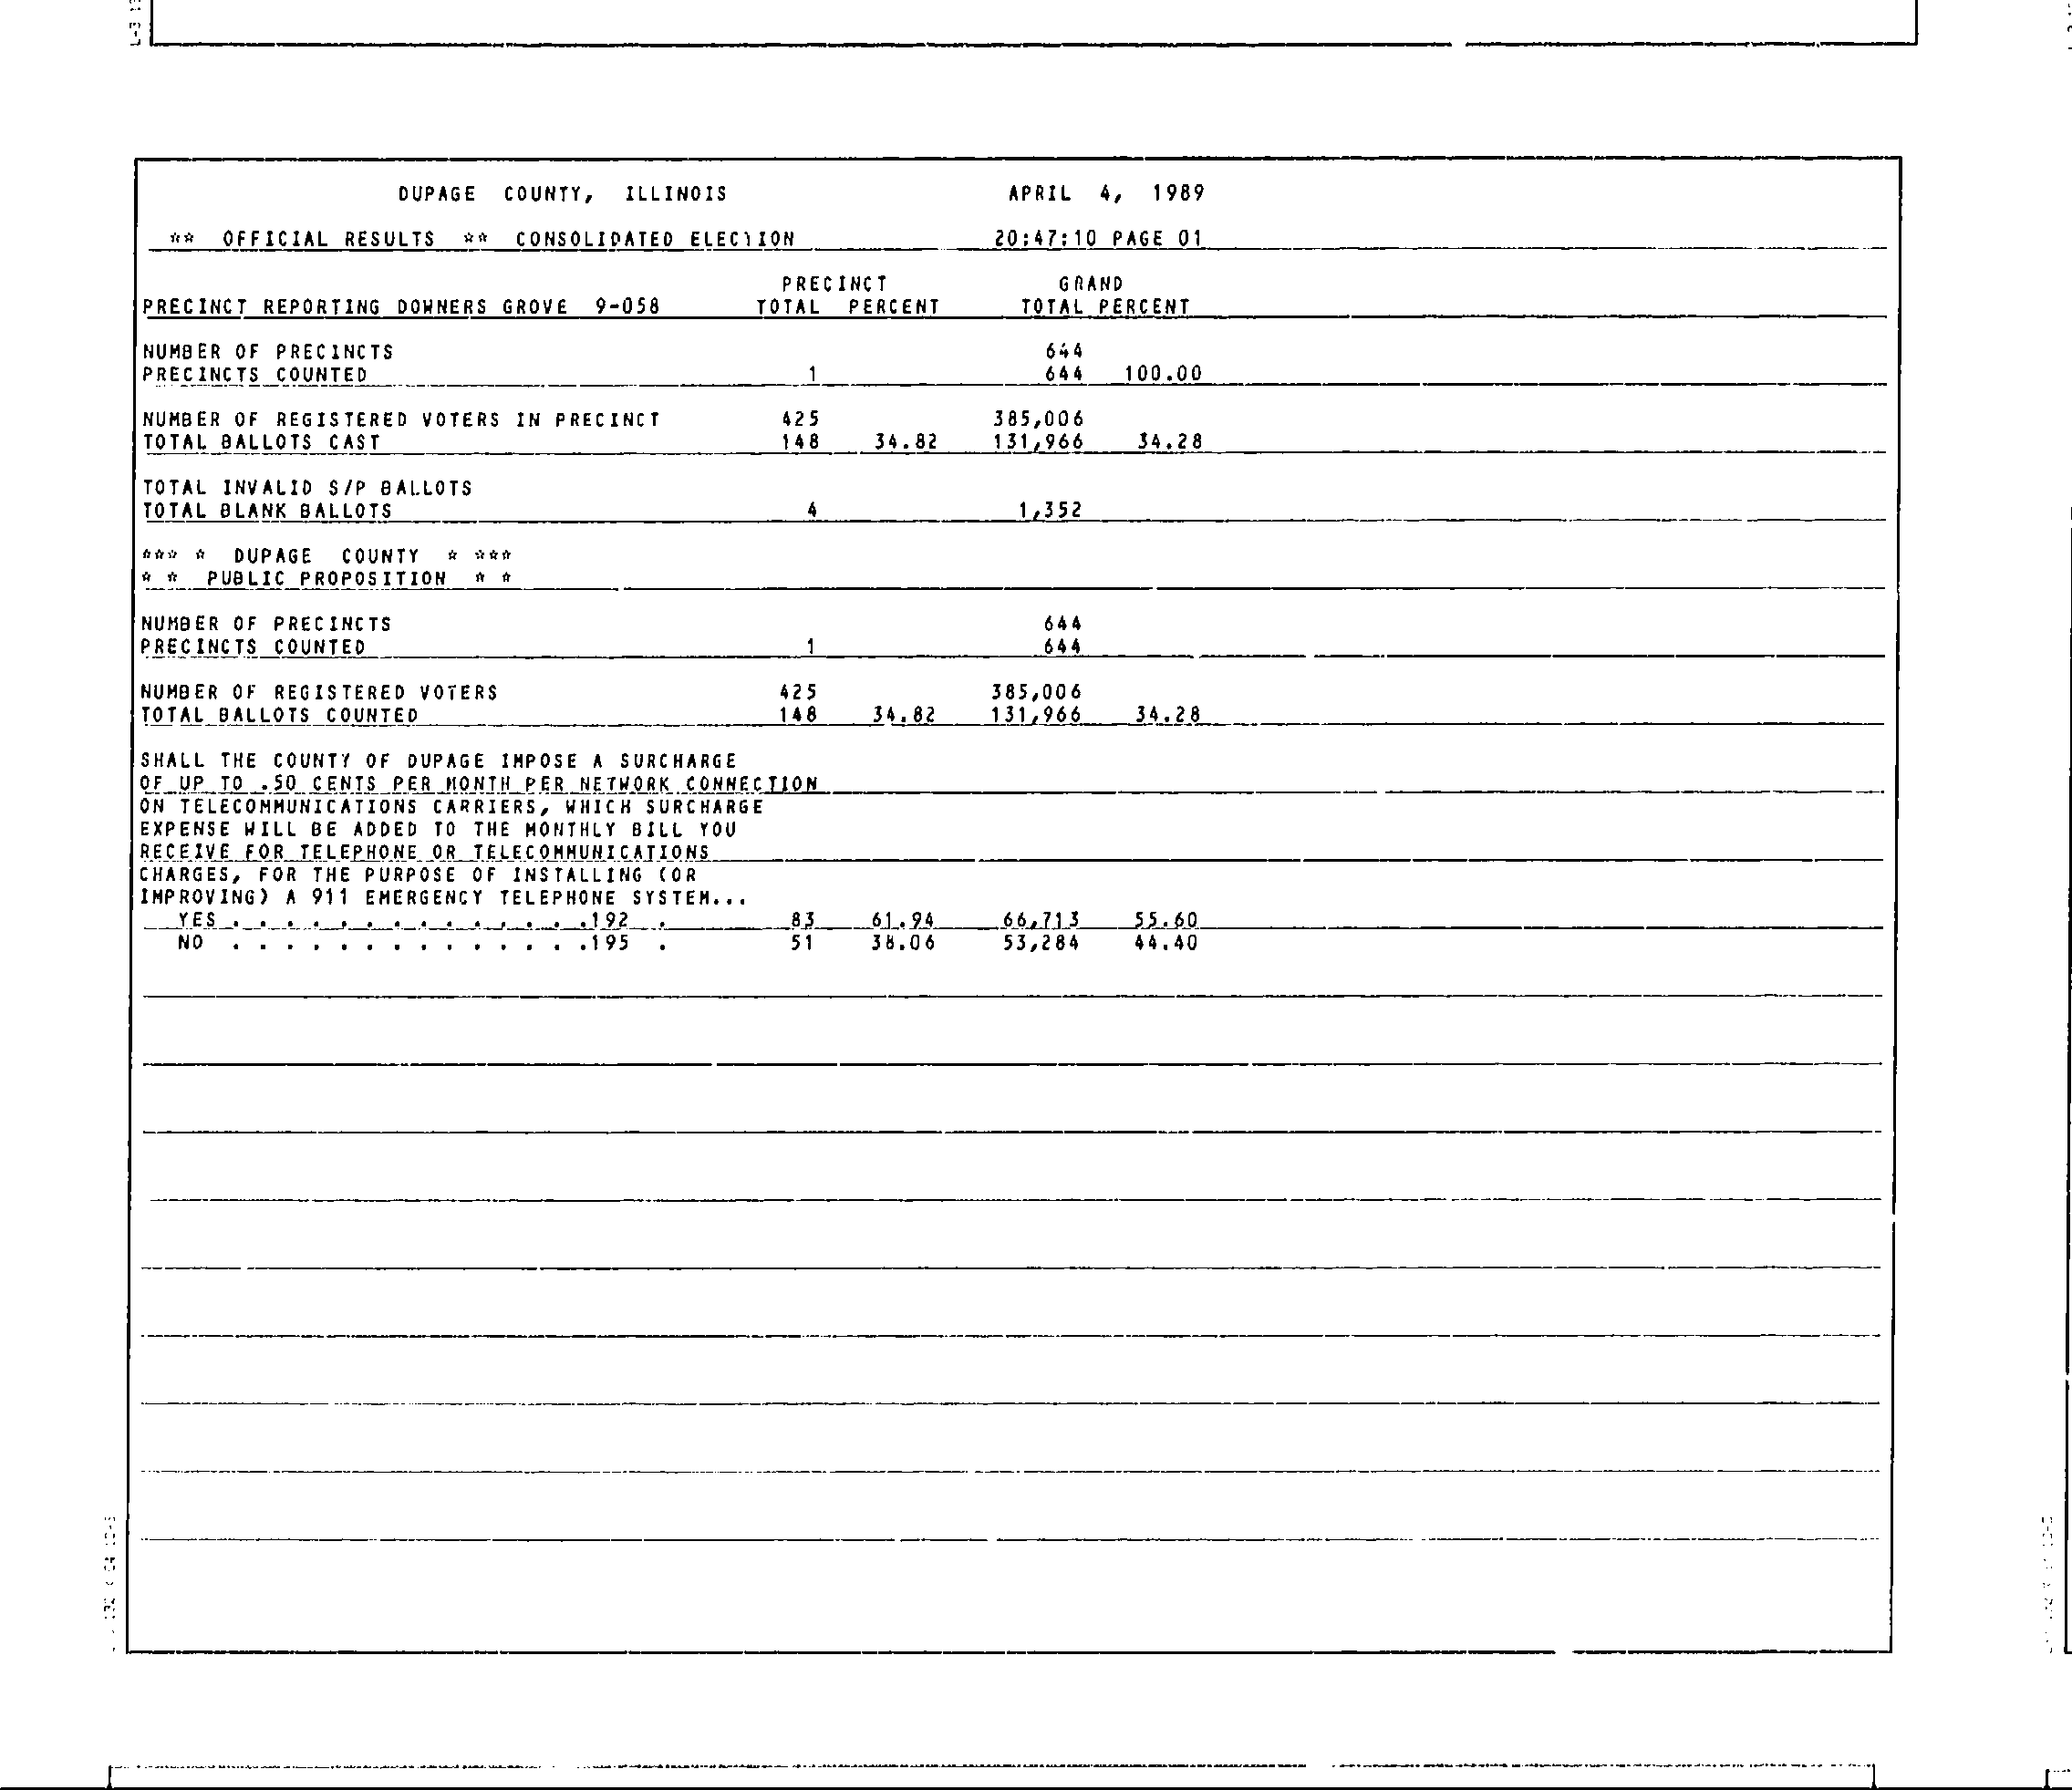 DUPAGE COUNTY, ILLINOIS APRIL 4, 1989
** OFFICIAL RESULTS ** CONSOLIDATED ELECTION 20:47:10 PAGE 01
PRECINCT GRAND
PRECINCT REPORTING DOWNERS GROVE 9-058 TOTAL PERCENT TOTAL PERCENT
NUMBER OF PRECINCTS 644
PRECINCTS COUNTED 1 644 100.00
NUMBER OF REGISTERED VOTERS IN PRECINCT 425 385,006
TOTAL BALLOTS CAST 148 34.82 131,966 34.28
TOTAL INVALID S/P BALLOTS
TOTAL BLANK BALLOTS 4 1,352
*** * DUPAGE COUNTY * ***
* * PUBLIC PROPOSITION * *
NUMBER OF PRECINCTS 644
PRECINCTS COUNTED 1 644
NUMBER OF REGISTERED VOTERS 425 385,006
TOTAL BALLOTS COUNTED 148 34.82 131,966 34.28
SHALL THE COUNTY OF DUPAGE IMPOSE A SURCHARGE
OF UP TO .50 CENTS PER MONTH PER NETWORK CONNECTION
ON TELECOMMUNICATIONS CARRIERS, WHICH SURCHARGE
EXPENSE WILL BE ADDED TO THE MONTHLY BILL YOU
RECEIVE FOR TELEPHONE OR TELECOMMUNICATIONS
CHARGES, FOR THE PURPOSE OF INSTALLING (OR
IMPROVING) A 911 EMERGENCY TELEPHONE SYSTEM...
YES . . . . . . . . . . . . . .192 . 83 61.94 66,713 55.60
NO . . . . . . . . . . . . . .195 . 51 38.06 53,284 44.40